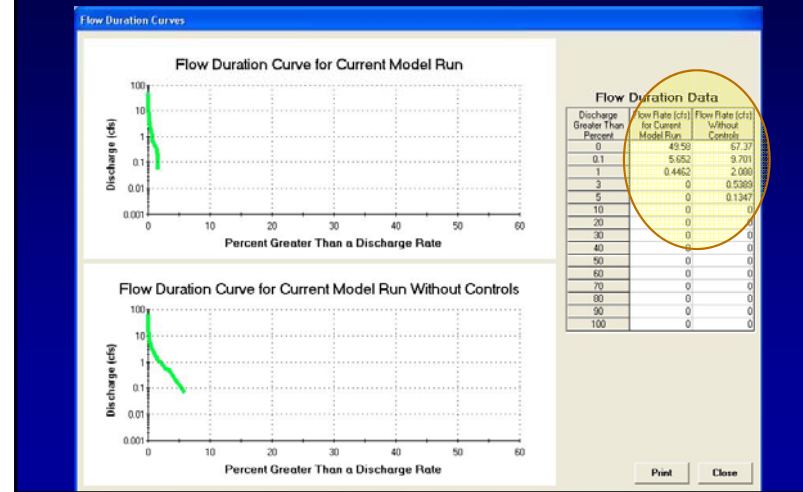 Flow Duration Curves
Flow Duration Curve for Current Model Run
100
10
1
0.1
0.01
0.001
Discharge (cfs)
0 10 20 30 40 50 60
Percent Greater Than a Discharge Rate
Flow Duration Curve for Current Model Run Without Controls
100
10
1
0.1
0.01
0.001
Discharge (cfs)
0 10 20 30 40 50 60
Percent Greater Than a Discharge Rate
Flow Duration Data
Discharge Greater Than Percent
Flow Rate (cfs) for Current Model Run
Flow Rate (cfs) Without Controls
0 49.58 67.37
0.1 5.652 9.701
1 0.4462 2.088
3 0 0.5389
5 0 0.1347
10 0 0
20 0 0
30 0 0
40 0 0
50 0 0
60 0 0
70 0 0
80 0 0
90 0 0
100 0 0
Print Close